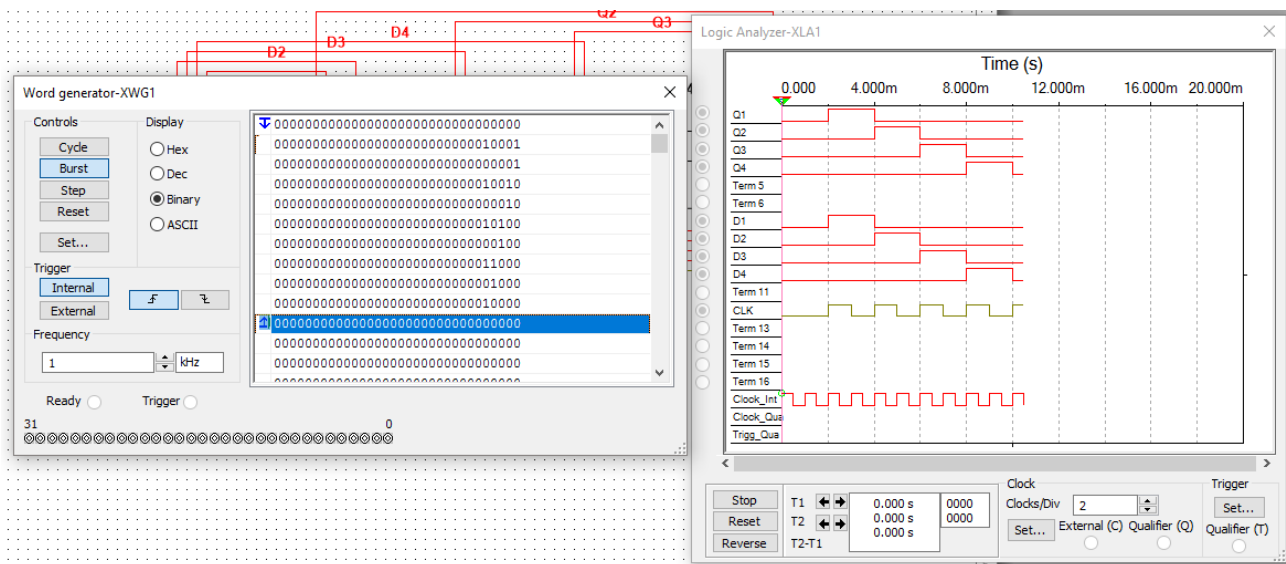 Q2
Q3
D4
D3
D2
Logic Analyzer-XLA1
Time (s)
0.000 4.000m 8.000m 12.000m 16.000m 20.000m
Q1
Q2
Q3
Q4
Term 5
Term 6
D1
D2
D3
D4
Term 11
CLK
Term 13
Term 14
Term 15
Term 16
Clook_Int
Clook_Qua
Trigg_Qua
Stop
Reset
Reverse
T1
T2
T2-T1
0.000 s
0.000 s
0.000 s
0000
0000
Clock
Clocks/Div 2
Set... External (C) Qualifier (Q)
Trigger
Set...
Qualifier (T)
Word generator-XWG1
Controls
Cycle
Burst
Step
Reset
Set...
Display
Hex
Dec
Binary
ASCII
Trigger
Internal
External
Frequency
1 kHz
Ready Trigger
31 0
00000000000000000000000000000000
00000000000000000000000000010001
00000000000000000000000000000001
00000000000000000000000000010010
00000000000000000000000000000010
00000000000000000000000000010100
00000000000000000000000000000100
00000000000000000000000000011000
00000000000000000000000000001000
00000000000000000000000000010000
00000000000000000000000000000000
00000000000000000000000000000000
00000000000000000000000000000000